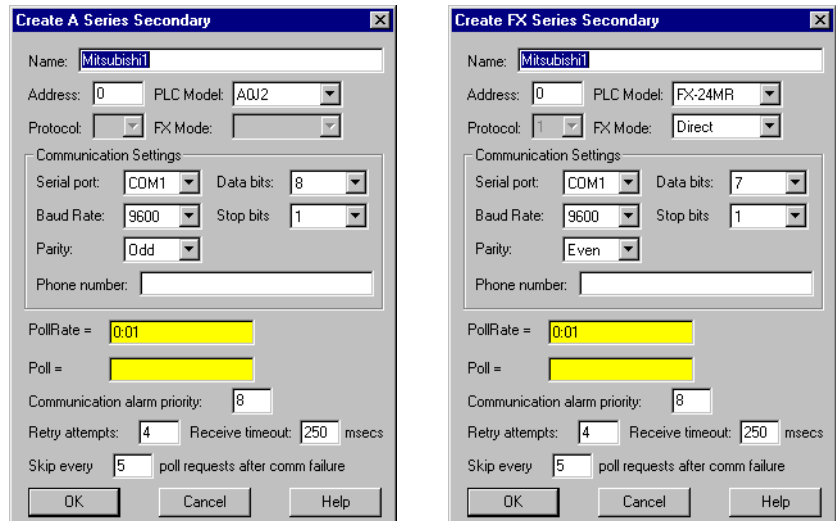 Create A Series Secondary
Name: Mitsubishi1
Address: 0 PLC Model: A0J2
Protocol: FX Mode:
Communication Settings
Serial port: COM1 Data bits: 8
Baud Rate: 9600 Stop bits 1
Parity: Odd
Phone number:
PollRate = 0:01
Poll =
Communication alarm priority: 8
Retry attempts: 4 Receive timeout: 250 msecs
Skip every 5 poll requests after comm failure
OK Cancel Help
Create FX Series Secondary
Name: Mitsubishi1
Address: 0 PLC Model: FX-24MR
Protocol: 1 FX Mode: Direct
Communication Settings
Serial port: COM1 Data bits: 7
Baud Rate: 9600 Stop bits 1
Parity: Even
Phone number:
PollRate = 0:01
Poll =
Communication alarm priority: 8
Retry attempts: 4 Receive timeout: 250 msecs
Skip every 5 poll requests after comm failure
OK Cancel Help